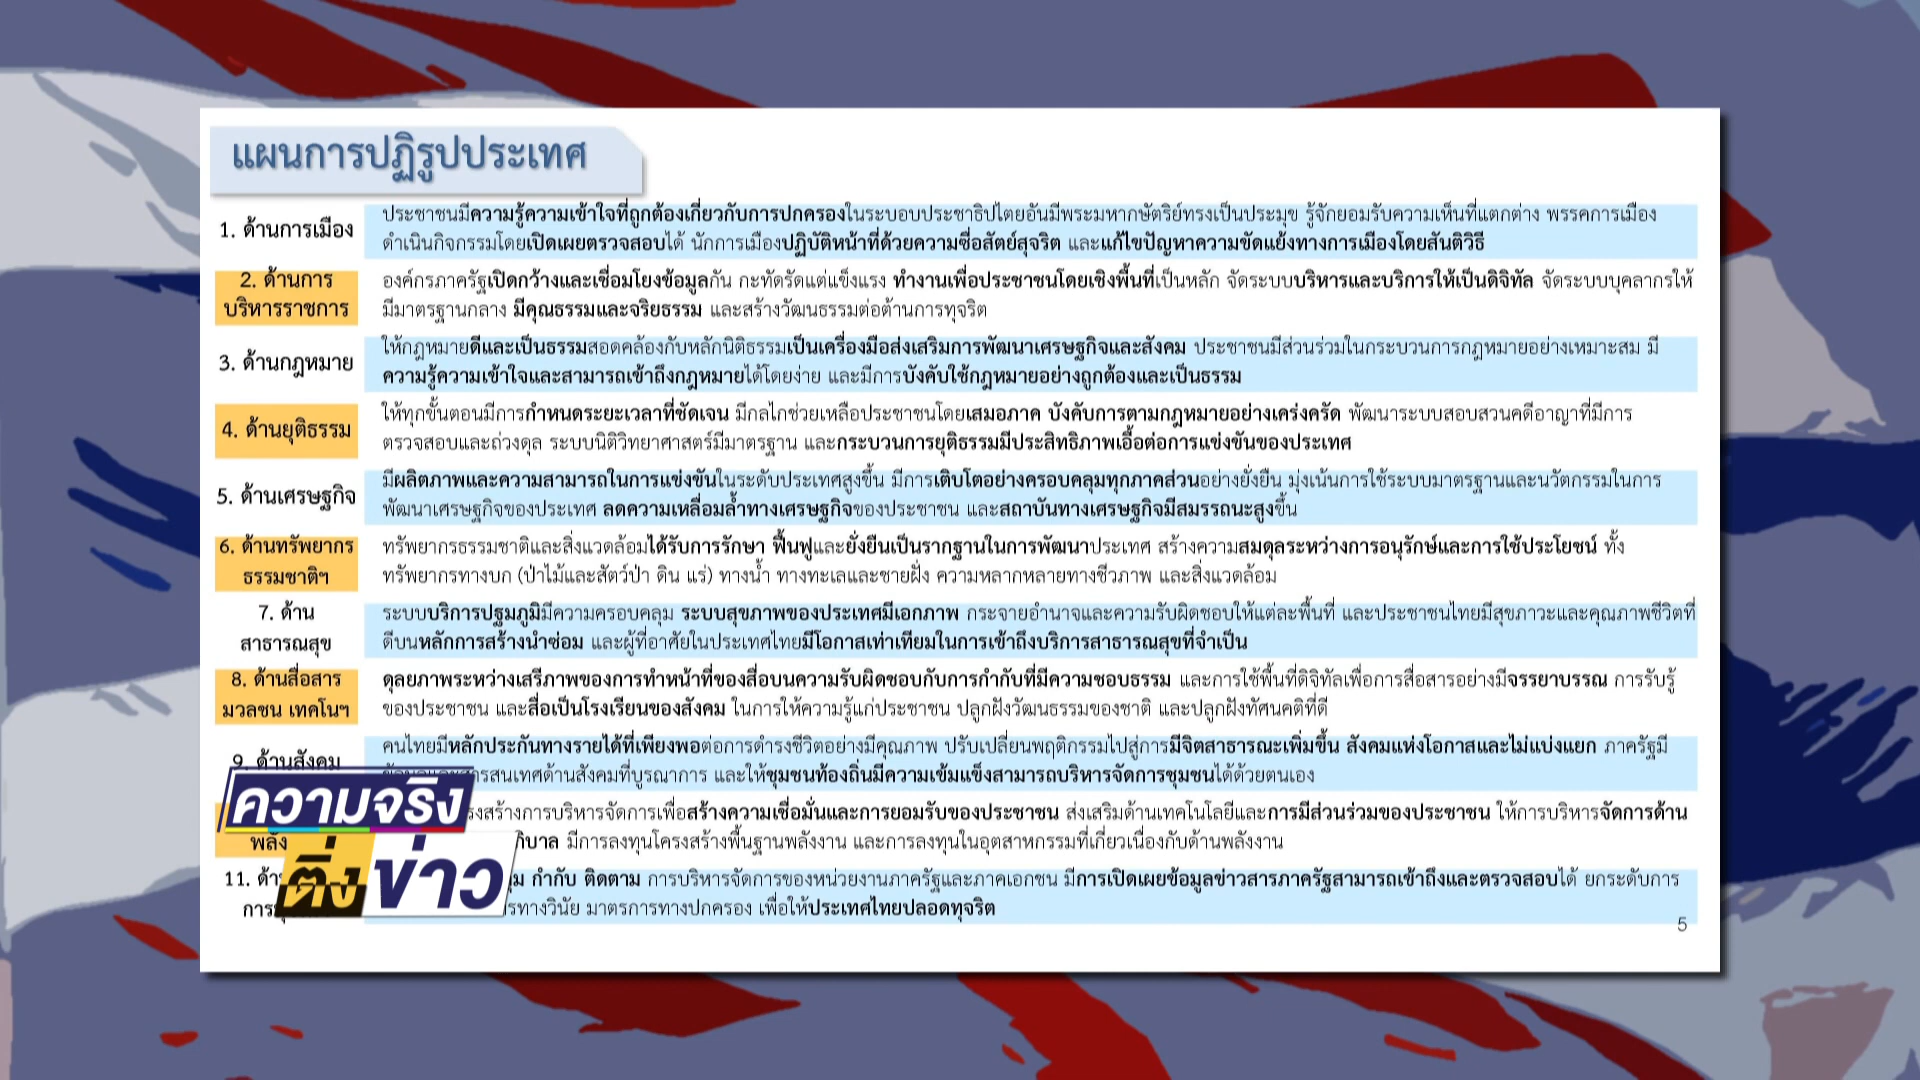 แผนการปฏิรูปประเทศ
1. ด้านการเมือง
ประชาชนมีความรู้ความเข้าใจที่ถูกต้องเกี่ยวกับการปกครองในระบอบประชาธิปไตยอันมีพระมหากษัตริย์ทรงเป็นประมุข รู้จักยอมรับความเห็นที่แตกต่าง พรรคการเมือง
ดำเนินกิจกรรมโดยเปิดเผยตรวจสอบได้ นักการเมืองปฏิบัติหน้าที่ด้วยความซื่อสัตย์สุจริต และแก้ไขปัญหาความขัดแย้งทางการเมืองโดยสันติวิธี
2. ด้านการ
บริหารราชการ
องค์กรภาครัฐเปิดกว้างและเชื่อมโยงข้อมูลกัน กะทัดรัดแต่แข็งแรง ทำงานเพื่อประชาชนโดยเชิงพื้นที่เป็นหลัก จัดระบบบริหารและบริการให้เป็นดิจิทัล จัดระบบบุคลากรให้
มีมาตรฐานกลาง มีคุณธรรมและจริยธรรม และสร้างวัฒนธรรมต่อต้านการทุจริต
3. ด้านกฎหมาย
ให้กฎหมายดีและเป็นธรรมสอดคล้องกับหลักนิติธรรมเป็นเครื่องมือส่งเสริมการพัฒนาเศรษฐกิจและสังคม ประชาชนมีส่วนร่วมในกระบวนการกฎหมายอย่างเหมาะสม มี
ความรู้ความเข้าใจและสามารถเข้าถึงกฎหมายได้โดยง่าย และมีการบังคับใช้กฎหมายอย่างถูกต้องและเป็นธรรม
4. ด้านยุติธรรม
ให้ทุกขั้นตอนมีการกำหนดระยะเวลาที่ชัดเจน มีกลไกช่วยเหลือประชาชนโดยเสมอภาค บังคับการตามกฎหมายอย่างเคร่งครัด พัฒนาระบบสอบสวนคดีอาญาที่มีการ
ตรวจสอบและถ่วงดุล ระบบนิติวิทยาศาสตร์มีมาตรฐาน และกระบวนการยุติธรรมมีประสิทธิภาพเอื้อต่อการแข่งขันของประเทศ
5. ด้านเศรษฐกิจ
มีผลิตภาพและความสามารถในการแข่งขันในระดับประเทศสูงขึ้น มีการเติบโตอย่างครอบคลุมทุกภาคส่วนอย่างยั่งยืน มุ่งเน้นการใช้ระบบมาตรฐานและนวัตกรรมในการ
พัฒนาเศรษฐกิจของประเทศ ลดความเหลื่อมล้ำทางเศรษฐกิจของประชาชน และสถาบันทางเศรษฐกิจมีสมรรถนะสูงขึ้น
6. ด้านทรัพยากร
ธรรมชาติฯ
ทรัพยากรธรรมชาติและสิ่งแวดล้อมได้รับการรักษา ฟื้นฟูและยั่งยืนเป็นรากฐานในการพัฒนาประเทศ สร้างความสมดุลระหว่างการอนุรักษ์และการใช้ประโยชน์ ทั้ง
ทรัพยากรทางบก (ป่าไม้และสัตว์ป่า ดิน แร่) ทางน้ำ ทางทะเลและชายฝั่ง ความหลากหลายทางชีวภาพ และสิ่งแวดล้อม
7. ด้าน
สาธารณสุข
ระบบบริการปฐมภูมิมีความครอบคลุม ระบบสุขภาพของประเทศมีเอกภาพ กระจายอำนาจและความรับผิดชอบให้แต่ละพื้นที่ และประชาชนไทยมีสุขภาวะและคุณภาพชีวิตที่
ดีบนหลักการสร้างนำซ่อม และผู้ที่อาศัยในประเทศไทยมีโอกาสเท่าเทียมในการเข้าถึงบริการสาธารณสุขที่จำเป็น
8. ด้านสื่อสาร
มวลชน เทคโนฯ
ดุลยภาพระหว่างเสรีภาพของการทำหน้าที่ของสื่อบนความรับผิดชอบกับการกำกับที่มีความชอบธรรม และการใช้พื้นที่ดิจิทัลเพื่อการสื่อสารอย่างมีจรรยาบรรณ การรับรู้
ของประชาชน และสื่อเป็นโรงเรียนของสังคม ในการให้ความรู้แก่ประชาชน ปลูกฝังวัฒนธรรมของชาติ และปลูกฝังทัศนคติที่ดี
9. ด้านสังคม
คนไทยมีหลักประกันทางรายได้ที่เพียงพอต่อการดำรงชีวิตอย่างมีคุณภาพ ปรับเปลี่ยนพฤติกรรมไปสู่การมีจิตสาธารณะเพิ่มขึ้น สังคมแห่งโอกาสและไม่แบ่งแยก ภาครัฐมี
สารสนเทศด้านสังคมที่บูรณาการ และให้ชุมชนท้องถิ่นมีความเข้มแข็งสามารถบริหารจัดการชุมชนได้ด้วยตนเอง
พลัง
งสร้างการบริหารจัดการเพื่อสร้างความเชื่อมั่นและการยอมรับของประชาชน ส่งเสริมด้านเทคโนโลยีและการมีส่วนร่วมของประชาชน ให้การบริหารจัดการด้าน
ภิบาล มีการลงทุนโครงสร้างพื้นฐานพลังงาน และการลงทุนในอุตสาหกรรมที่เกี่ยวเนื่องกับด้านพลังงาน
11. ด้า
การ
ุม กำกับ ติดตาม การบริหารจัดการของหน่วยงานภาครัฐและภาคเอกชน มีการเปิดเผยข้อมูลข่าวสารภาครัฐสามารถเข้าถึงและตรวจสอบได้ ยกระดับการ
รทางวินัย มาตรการทางปกครอง เพื่อให้ประเทศไทยปลอดทุจริต
5
ความจริง
ติ่งข่าว